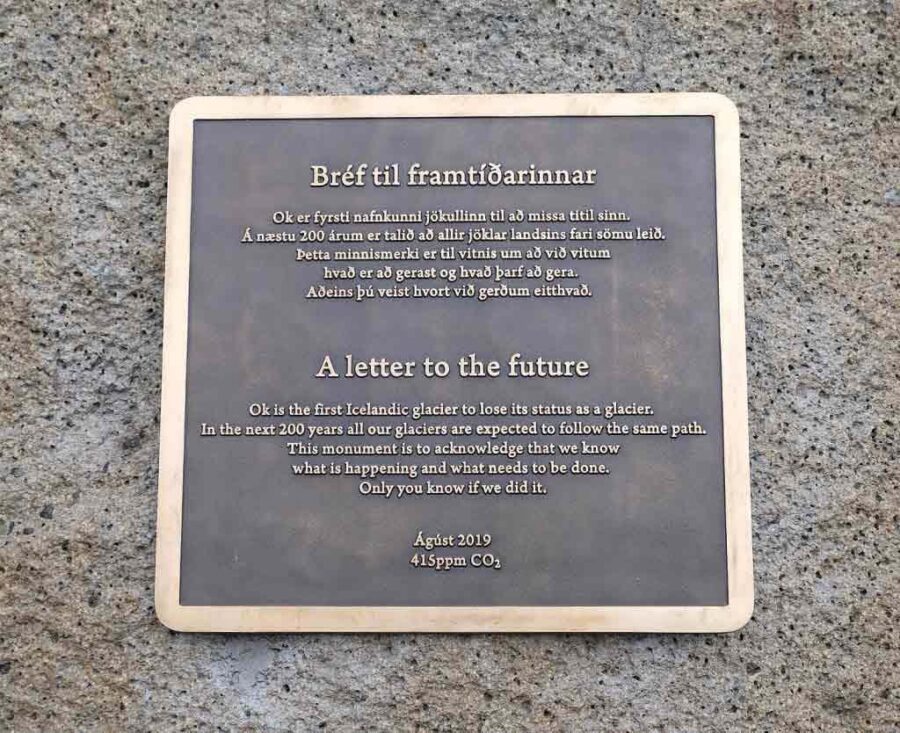 Bréf til framtíðarinnar
Ok er fyrsti nafnkunni jökullinn til að missa titil sinn.
Á næstu 200 árum er talið að allir jöklar landsins fari sömu leið.
Þetta minnismerki er til vitnis um að við vitum
hvað er að gerast og hvað þarf að gera.
Aðeins þú veist hvort við gerðum eitthvað.
A letter to the future
Ok is the first Icelandic glacier to lose its status as a glacier.
In the next 200 years all our glaciers are expected to follow the same path.
This monument is to acknowledge that we know
what is happening and what needs to be done.
Only you know if we did it.
Ágúst 2019
415ppm CO₂